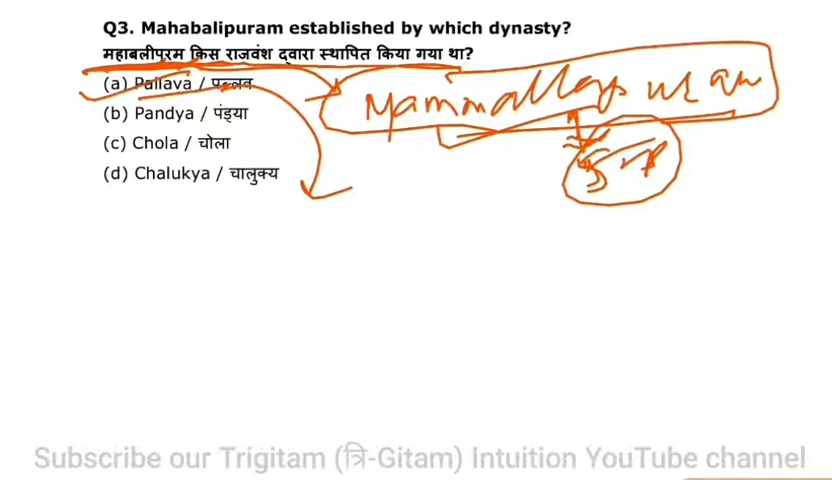 Q3. Mahabalipuram established by which dynasty?
महाबलीपुरम किस राजवंश द्वारा स्थापित किया गया था?
(a) Pallava / पल्लव
(b) Pandya / पंड्या
(c) Chola / चोला
(d) Chalukya / चालुक्य
Mammallapuram
Subscribe our Trigitam (त्रि-Gitam) Intuition YouTube channel